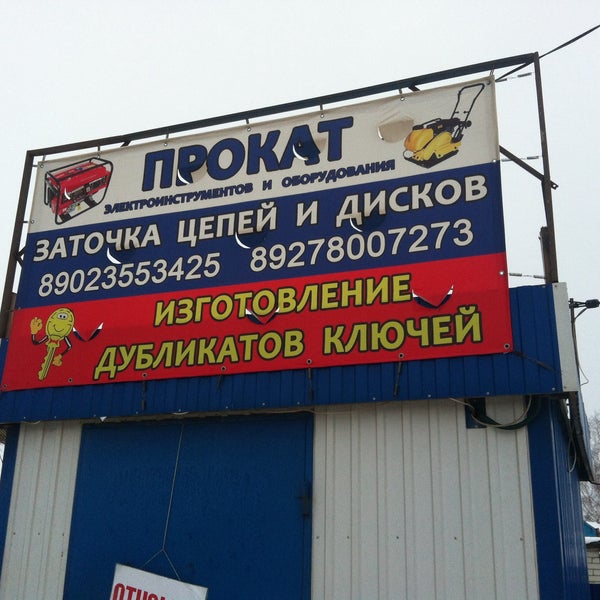 ПРОКАТ
ЭЛЕКТРОИНСТРУМЕНТОВ И ОБОРУДОВАНИЯ
ЗАТОЧКА ЦЕПЕЙ И ДИСКОВ
89023553425 89278007273
ИЗГОТОВЛЕНИЕ
ДУБЛИКАТОВ КЛЮЧЕЙ